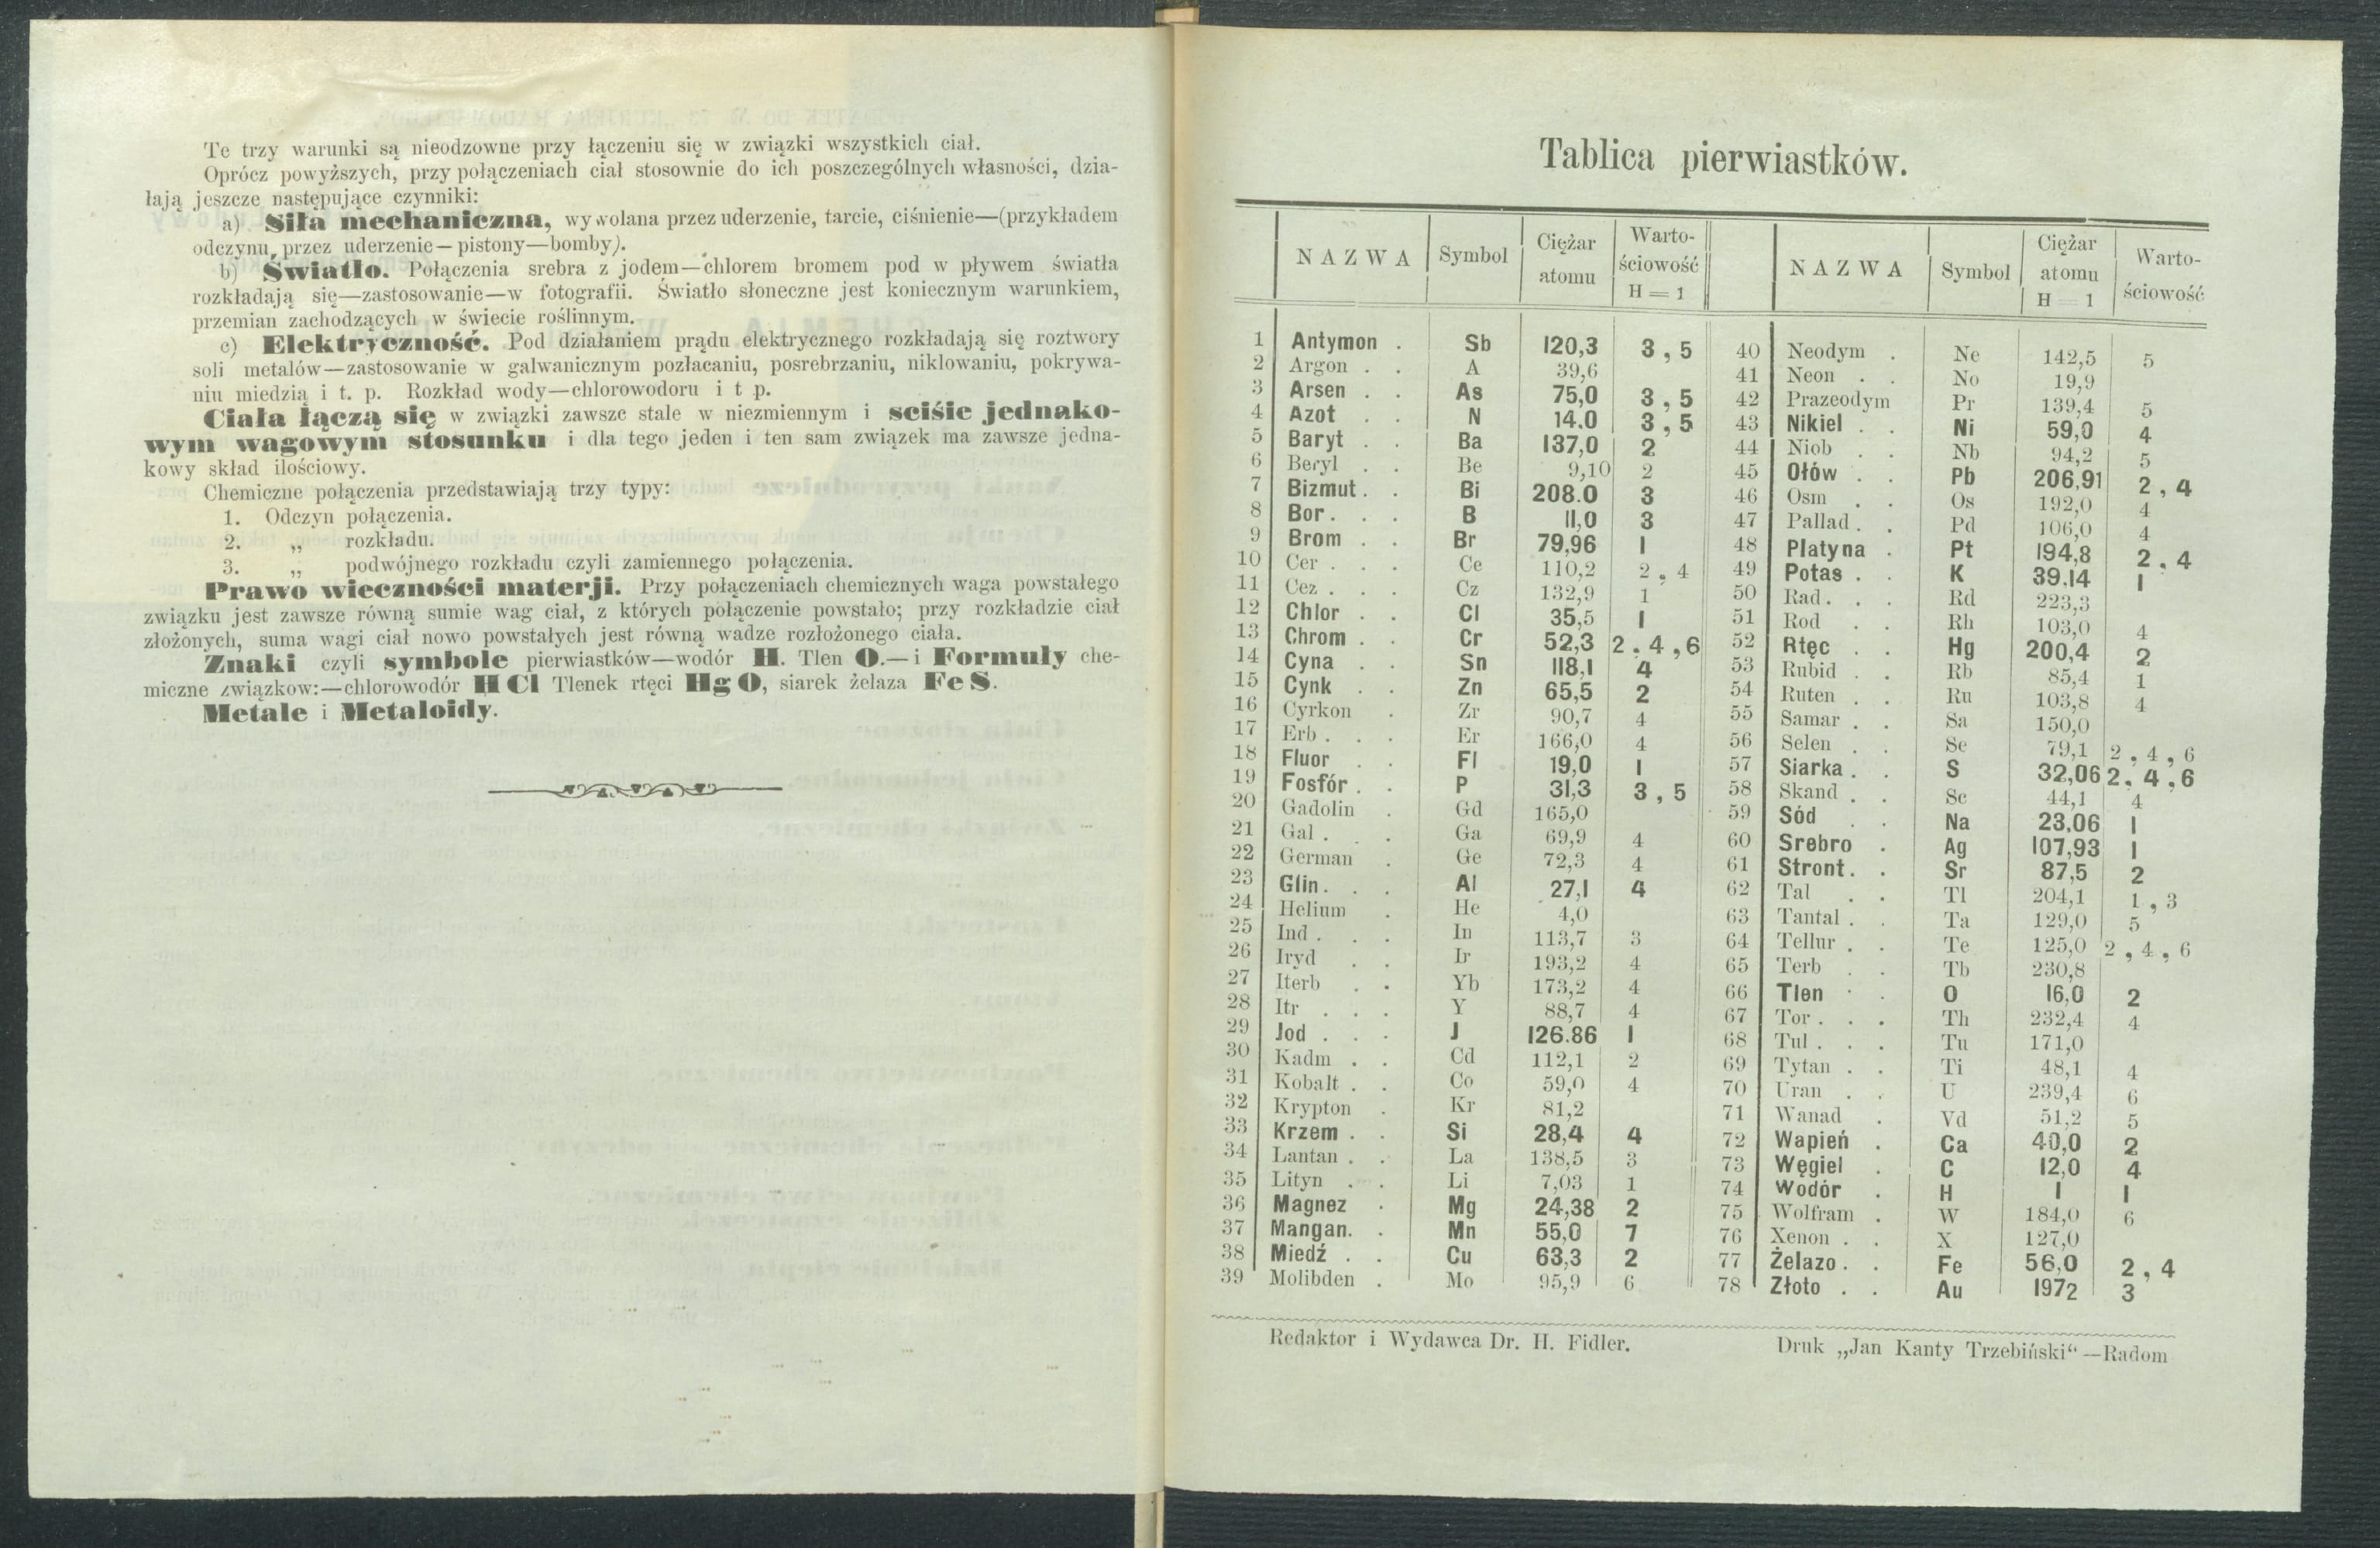 Te trzy warunki są nieodzowne przy łączeniu się w związki wszystkich ciał.
Oprócz powyższych, przy połączeniach ciał stosownie do ich poszczególnych własności, dzia-
łają jeszcze następujące czynniki:
a) Siła mechaniczna, wywolana przez uderzenie, tarcie, ciśnienie—(przykładem
odczynu przez uderzenie—pistony—bomby).
b) Światło. Połączenia srebra z jodem—chlorem bromem pod w pływem światła
rozkładają się—zastosowanie—w fotografii. Światło słoneczne jest koniecznym warunkiem,
przemian zachodzących w świecie roślinnym.
c) Elektryczność. Pod działaniem prądu elektrycznego rozkładają się roztwory
soli metalów—zastosowanie w galwanicznym pozłacaniu, posrebrzaniu, niklowaniu, pokrywa-
niu miedzią i t. p. Rozkład wody—chlorowodoru i t p.
Ciała łączą się w związki zawsze stale w niezmiennym i sciśle jednako-
wym wagowym stosunku i dla tego jeden i ten sam związek ma zawsze jedna-
kowy skład ilościowy.
Chemiczne połączenia przedstawiają trzy typy:
1. Odczyn połączenia.
2. „ rozkładu.
3. „ podwójnego rozkładu czyli zamiennego połączenia.
Prawo wieczności materji. Przy połączeniach chemicznych waga powstałego
związku jest zawsze równą sumie wag ciał, z których połączenie powstało; przy rozkładzie ciał
złożonych, suma wagi ciał nowo powstałych jest równą wadze rozłożonego ciała.
Znaki czyli symbole pierwiastków—wodór H. Tlen O.—i Formuły che-
miczne związkow:—chlorowodór H Cl Tlenek rtęci Hg O, siarek żelaza Fe S.
Metale i Metaloidy.
Tablica pierwiastków.
NAZWA Symbol Ciężar atomu Warto-ściowość H = 1
NAZWA Symbol Ciężar atomu H = 1 Warto-ściowość
1 Antymon . Sb 120,3 3, 5
2 Argon . . A 39,6
3 Arsen . . As 75,0 3, 5
4 Azot . . N 14.0 3, 5
5 Baryt . . Ba 137,0 2
6 Beryl . . Be 9,10 2
7 Bizmut . . Bi 208.0 3
8 Bor . . . B 11,0 3
9 Brom . . Br 79,96 1
10 Cer . . . Ce 110,2 2, 4
11 Cez . . . Cz 132,9 1
12 Chlor . . Cl 35,5 1
13 Chrom . . Cr 52,3 2, 4, 6
14 Cyna . . Sn 118,1 4
15 Cynk . . Zn 65,5 2
16 Cyrkon . Zr 90,7 4
17 Erb . . . Er 166,0 4
18 Fluor . . Fl 19,0 1
19 Fosfór . . P 31,3 3, 5
20 Gadolin . Gd 165,0
21 Gal . . . Ga 69,9 4
22 German . Ge 72,3 4
23 Glin . . . Al 27,1 4
24 Helium . He 4,0
25 Ind . . . In 113,7 3
26 Iryd . . Ir 193,2 4
27 Iterb . . Yb 173,2 4
28 Itr . . . Y 88,7 4
29 Jod . . . J 126.86 1
30 Kadm . . Cd 112,1 2
31 Kobalt . . Co 59,0 4
32 Krypton . Kr 81,2
33 Krzem . . Si 28,4 4
34 Lantan . . La 138,5 3
35 Lityn . . Li 7,03 1
36 Magnez . Mg 24,38 2
37 Mangan. . Mn 55,0 7
38 Miedź . . Cu 63,3 2
39 Molibden . Mo 95,9 6
40 Neodym . Ne 142,5 5
41 Neon . . No 19,9
42 Prazeodym Pr 139,4 5
43 Nikiel . . Ni 59,0 4
44 Niob . . Nb 94,2 5
45 Ołów . . Pb 206,91 2, 4
46 Osm . . Os 192,0 4
47 Pallad . . Pd 106,0 4
48 Platyna . Pt 194,8 2, 4
49 Potas . . K 39.14 1
50 Rad . . . Rd 223,3
51 Rod . . Rh 103,0 4
52 Rtęc . . Hg 200,4 2
53 Rubid . . Rb 85,4 1
54 Ruten . . Ru 103,8 4
55 Samar . . Sa 150,0
56 Selen . . Se 79,1 2, 4, 6
57 Siarka . . S 32,06 2, 4, 6
58 Skand . . Sc 44,1 4
59 Sód . . Na 23,06 1
60 Srebro . Ag 107,93 1
61 Stront. . Sr 87,5 2
62 Tal . . Tl 204,1 1, 3
63 Tantal . . Ta 129,0 5
64 Tellur . . Te 125,0 2, 4, 6
65 Terb . . Tb 230,8
66 Tlen . . O 16,0 2
67 Tor . . . Th 232,4 4
68 Tul . . . Tu 171,0
69 Tytan . . Ti 48,1 4
70 Uran . . U 239,4 6
71 Wanad . Vd 51,2 5
72 Wapień . Ca 40,0 2
73 Węgiel . C 12,0 4
74 Wodór . H 1 1
75 Wolfram . W 184,0 6
76 Xenon . . X 127,0
77 Żelazo . . Fe 56,0 2, 4
78 Złoto . . Au 1972 3
Redaktor i Wydawca Dr. H. Fidler.
Druk „Jan Kanty Trzebiński“—Radom